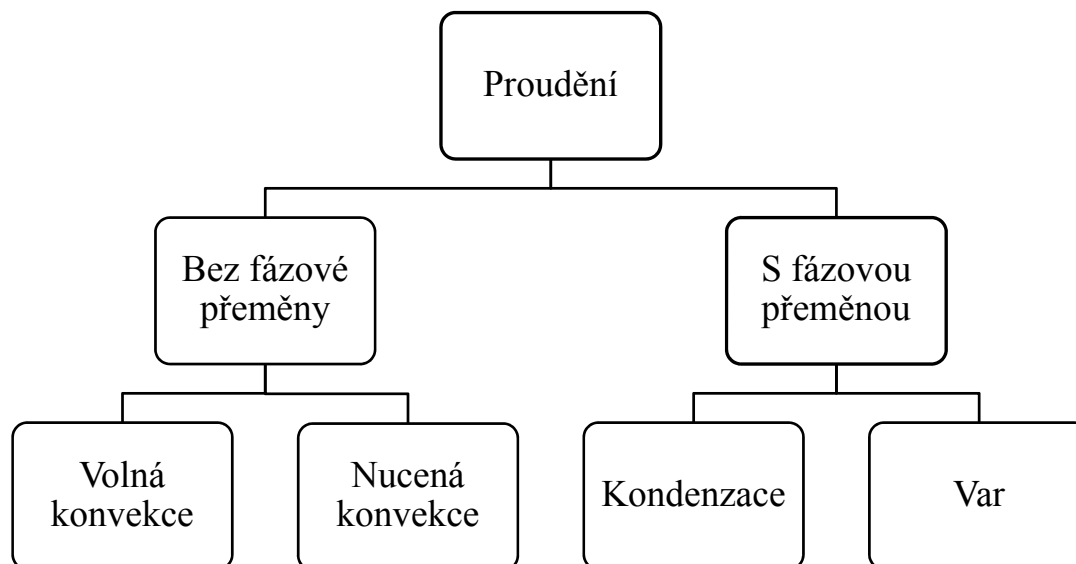 Proudění
Bez fázové
přeměny
S fázovou
přeměnou
Volná
konvekce
Nucená
konvekce
Kondenzace
Var